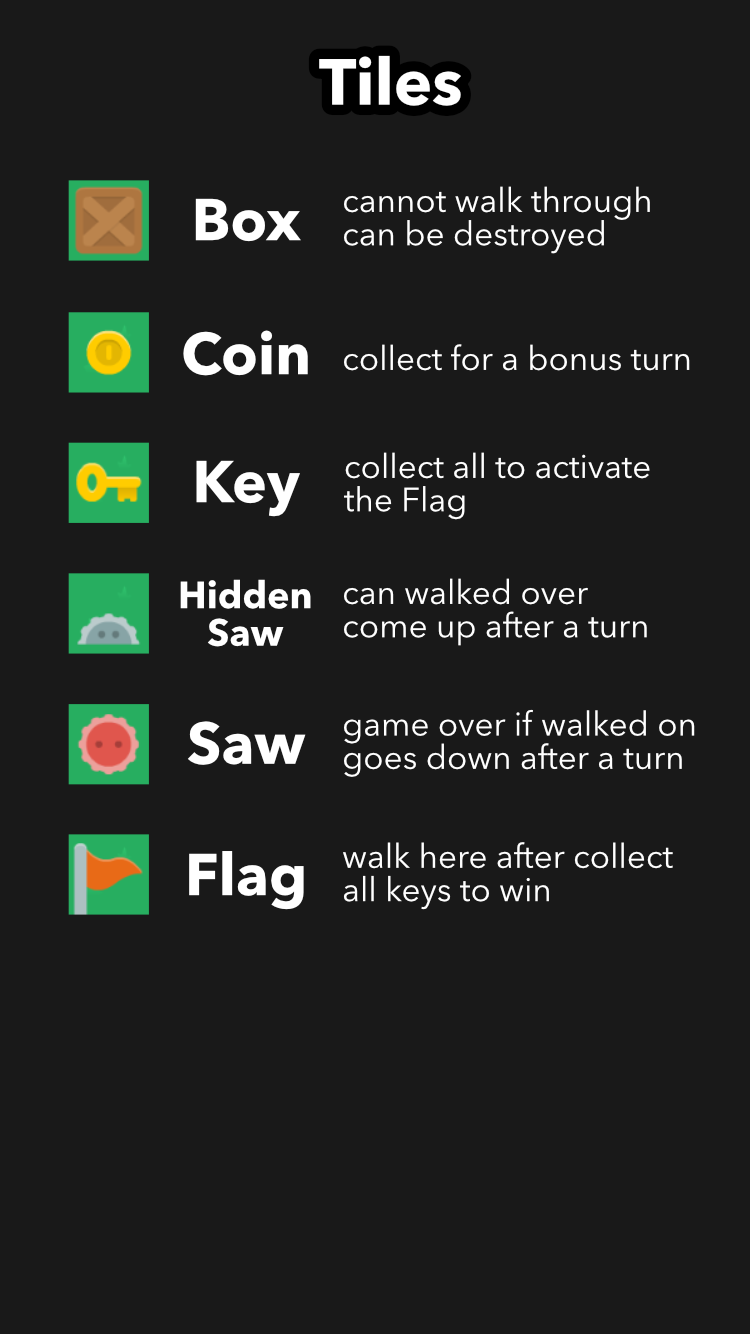 Tiles
Box
cannot walk through
can be destroyed
Coin
collect for a bonus turn
Key
collect all to activate
the Flag
Hidden
Saw
can walked over
come up after a turn
Saw
game over if walked on
goes down after a turn
Flag
walk here after collect
all keys to win